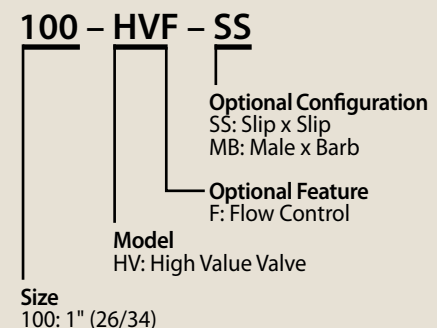 100 – HVF – SS
Optional Configuration
SS: Slip x Slip
MB: Male x Barb
Optional Feature
F: Flow Control
Model
HV: High Value Valve
Size
100: 1" (26/34)